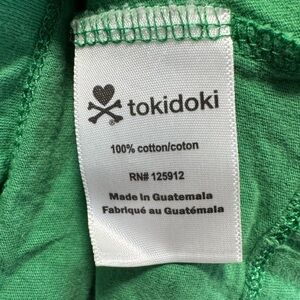 tokidoki
100% cotton/coton
RN# 125912
Made in Guatemala
Fabriqué au Guatémala